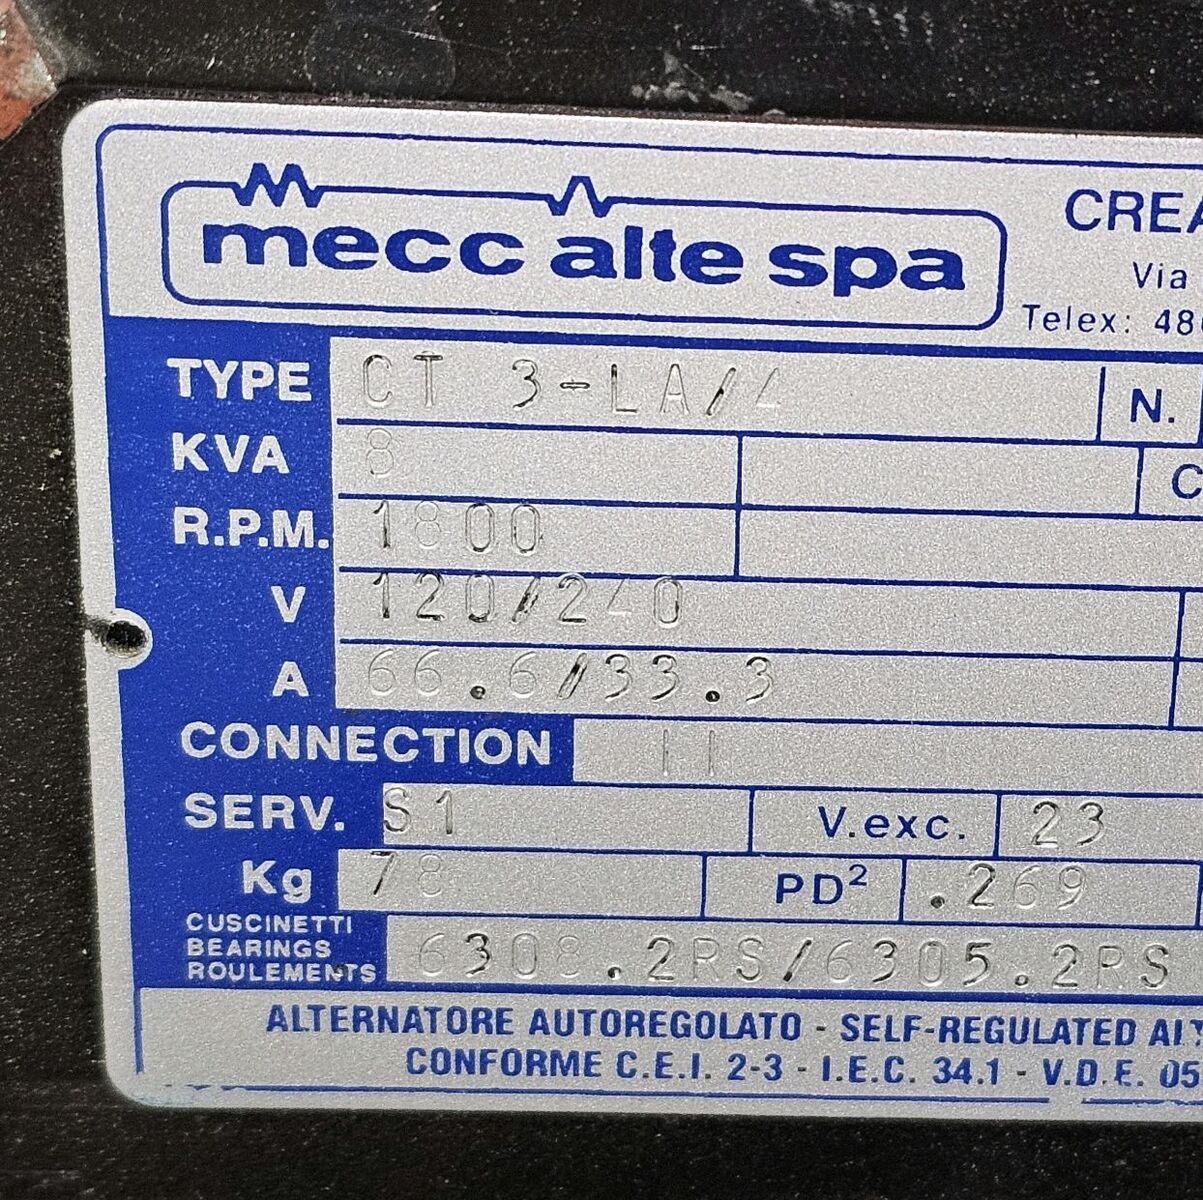 mecc alte spa
CREA
Via
Telex: 48
TYPE CT 3-LA/4 N.
KVA 8 C
R.P.M. 1800
V 120/240
A 66.6/33.3
CONNECTION II
SERV. S1 V.exc. 23
Kg 78 PD² .269
CUSCINETTI
BEARINGS
ROULEMENTS 6308.2RS/6305.2RS
ALTERNATORE AUTOREGOLATO - SELF-REGULATED ALT
CONFORME C.E.I. 2-3 - I.E.C. 34.1 - V.D.E. 05